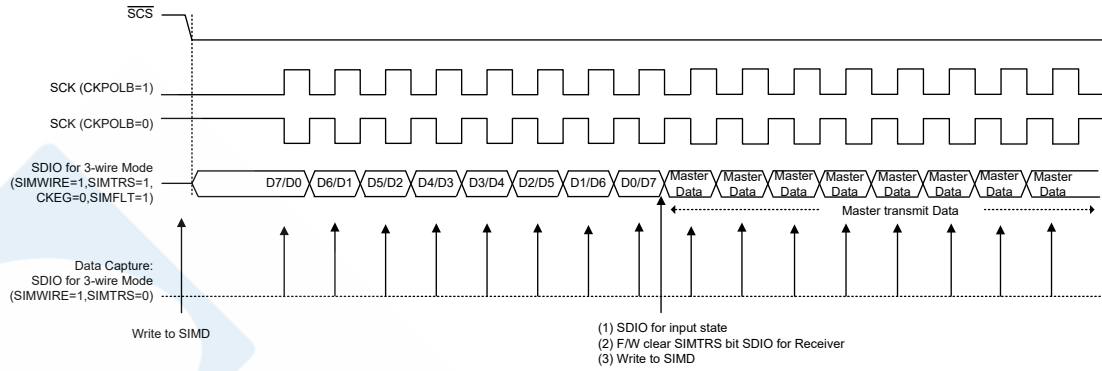 SCS
SCK (CKPOLB=1)
SCK (CKPOLB=0)
SDIO for 3-wire Mode
(SIMWIRE=1,SIMTRS=1,
CKEG=0,SIMFLT=1)
D7/D0 D6/D1 D5/D2 D4/D3 D3/D4 D2/D5 D1/D6 D0/D7
Master Data Master Data Master Data Master Data Master Data Master Data Master Data Master Data
Master transmit Data
Data Capture:
SDIO for 3-wire Mode
(SIMWIRE=1,SIMTRS=0)
Write to SIMD
(1) SDIO for input state
(2) F/W clear SIMTRS bit SDIO for Receiver
(3) Write to SIMD